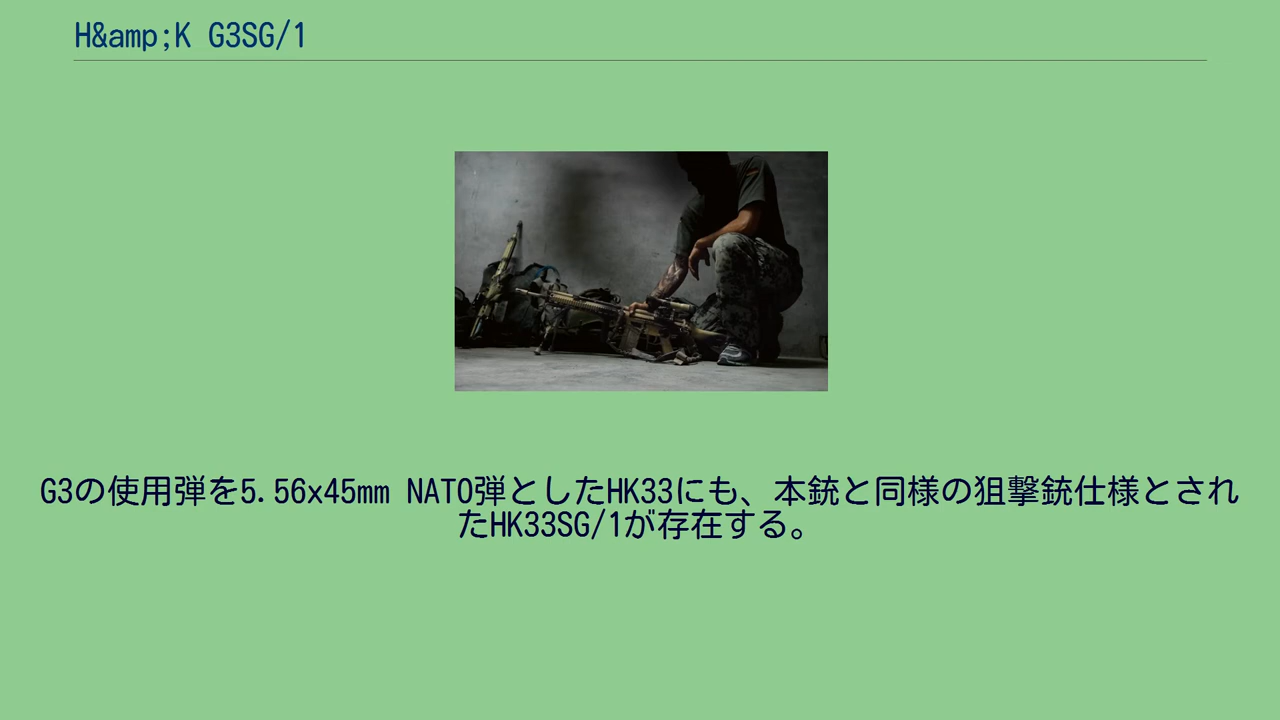 H&amp;K G3SG/1
G3の使用弾を5.56x45mm NATO弾としたHK33にも、本銃と同様の狙撃銃仕様とされ
たHK33SG/1が存在する。